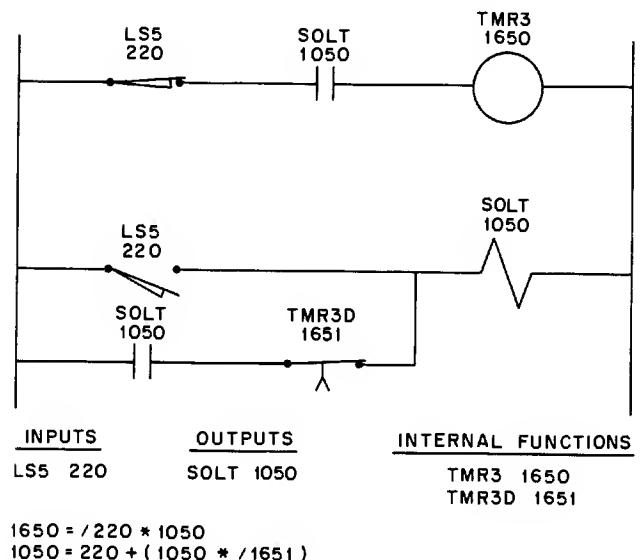 TMR3
1650
LS5
220
SOLT
1050
LS5
220
SOLT
1050
SOLT
1050
TMR3D
1651
INPUTS
OUTPUTS
INTERNAL FUNCTIONS
LS5 220
SOLT 1050
TMR3 1650
TMR3D 1651
1650 = / 220 * 1050
1050 = 220 + ( 1050 * / 1651 )